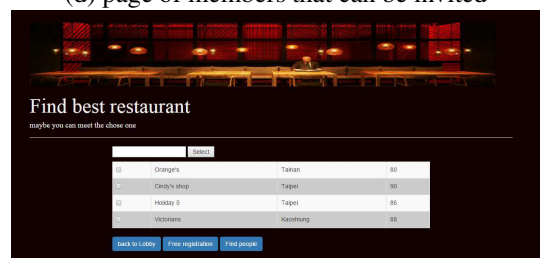 (d) page of members that can be invited
Find best restaurant
maybe you can meet the chose one
Select
Orange's Tainan 80
Cindy's shop Taipei 90
Holiday 5 Taipei 86
Victorians Kaoshiung 88
back to Lobby Free registration Find people